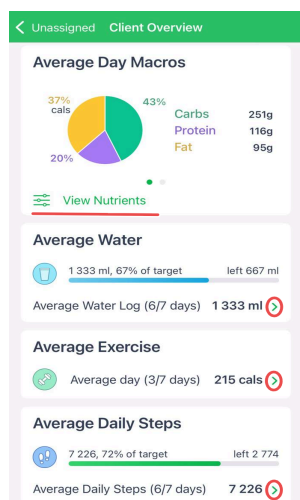 Unassigned Client Overview
Average Day Macros
37%
cals
43%
Carbs 251g
Protein 116g
Fat 95g
20%
View Nutrients
Average Water
1 333 ml, 67% of target left 667 ml
Average Water Log (6/7 days) 1 333 ml
Average Exercise
Average day (3/7 days) 215 cals
Average Daily Steps
7 226, 72% of target left 2 774
Average Daily Steps (6/7 days) 7 226